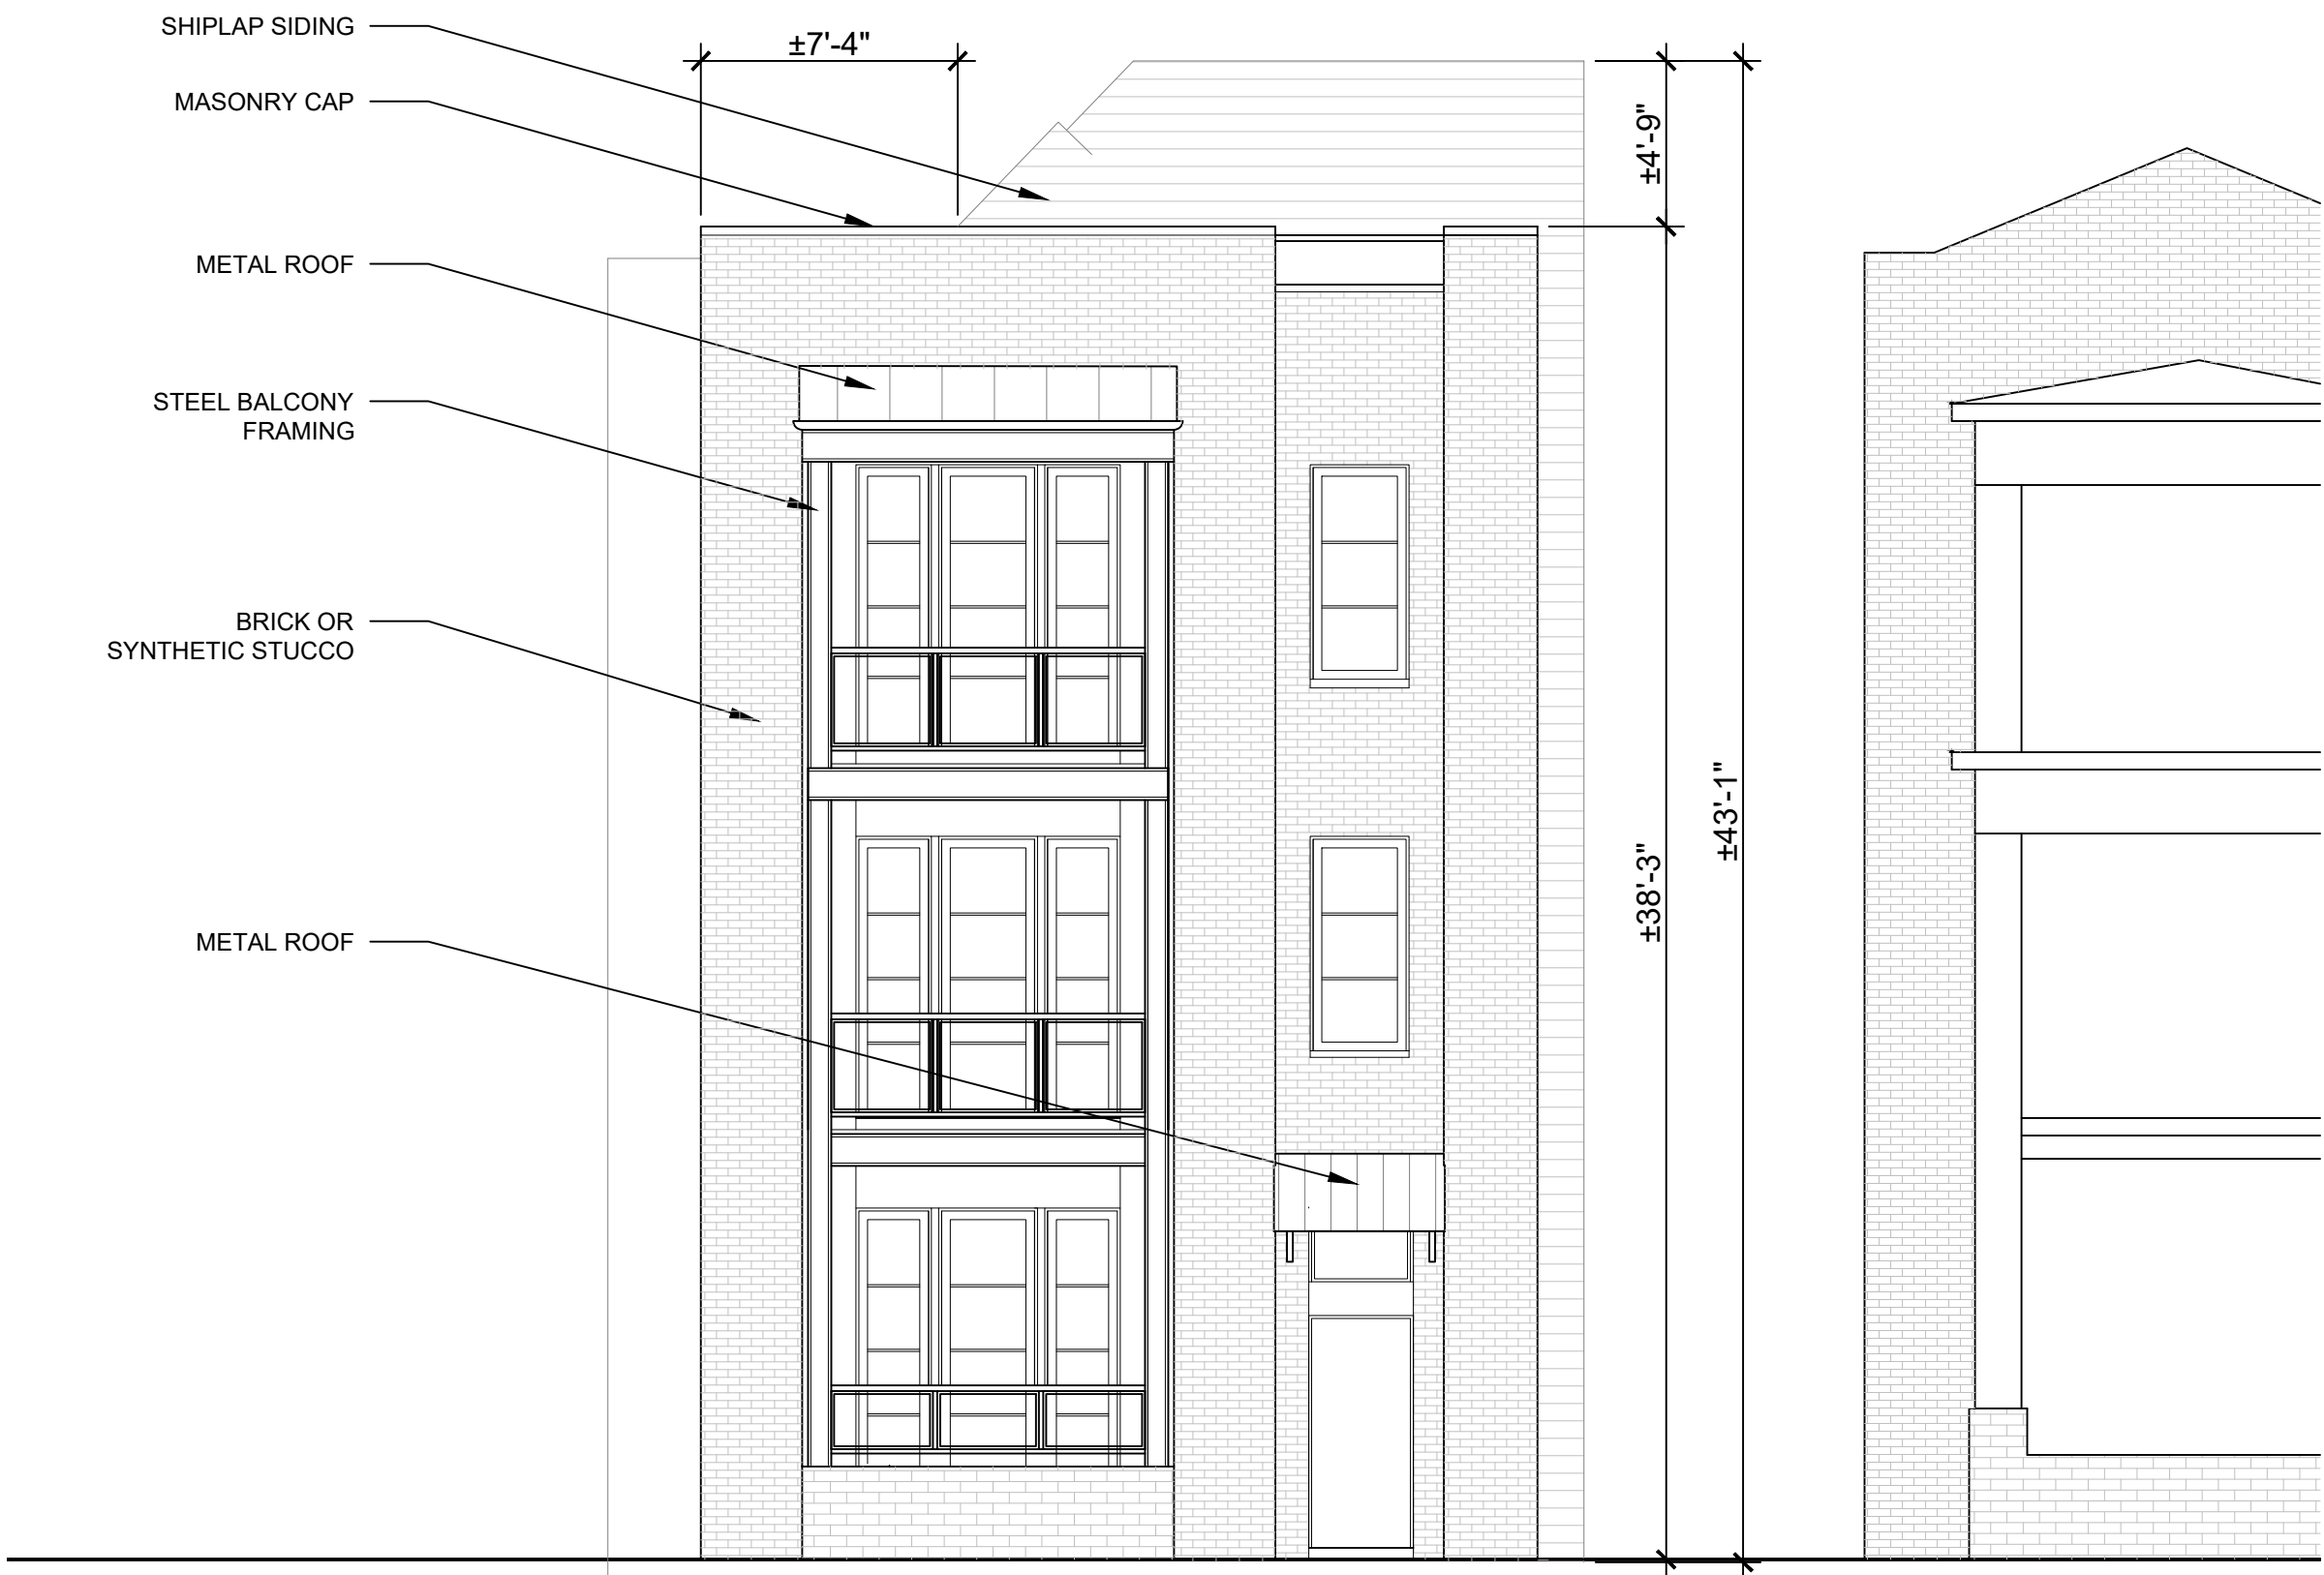 SHIPLAP SIDING
±7'-4"
MASONRY CAP
±4'-9"
METAL ROOF
STEEL BALCONY
FRAMING
BRICK OR
SYNTHETIC STUCCO
±43'-1"
±38'-3"
METAL ROOF